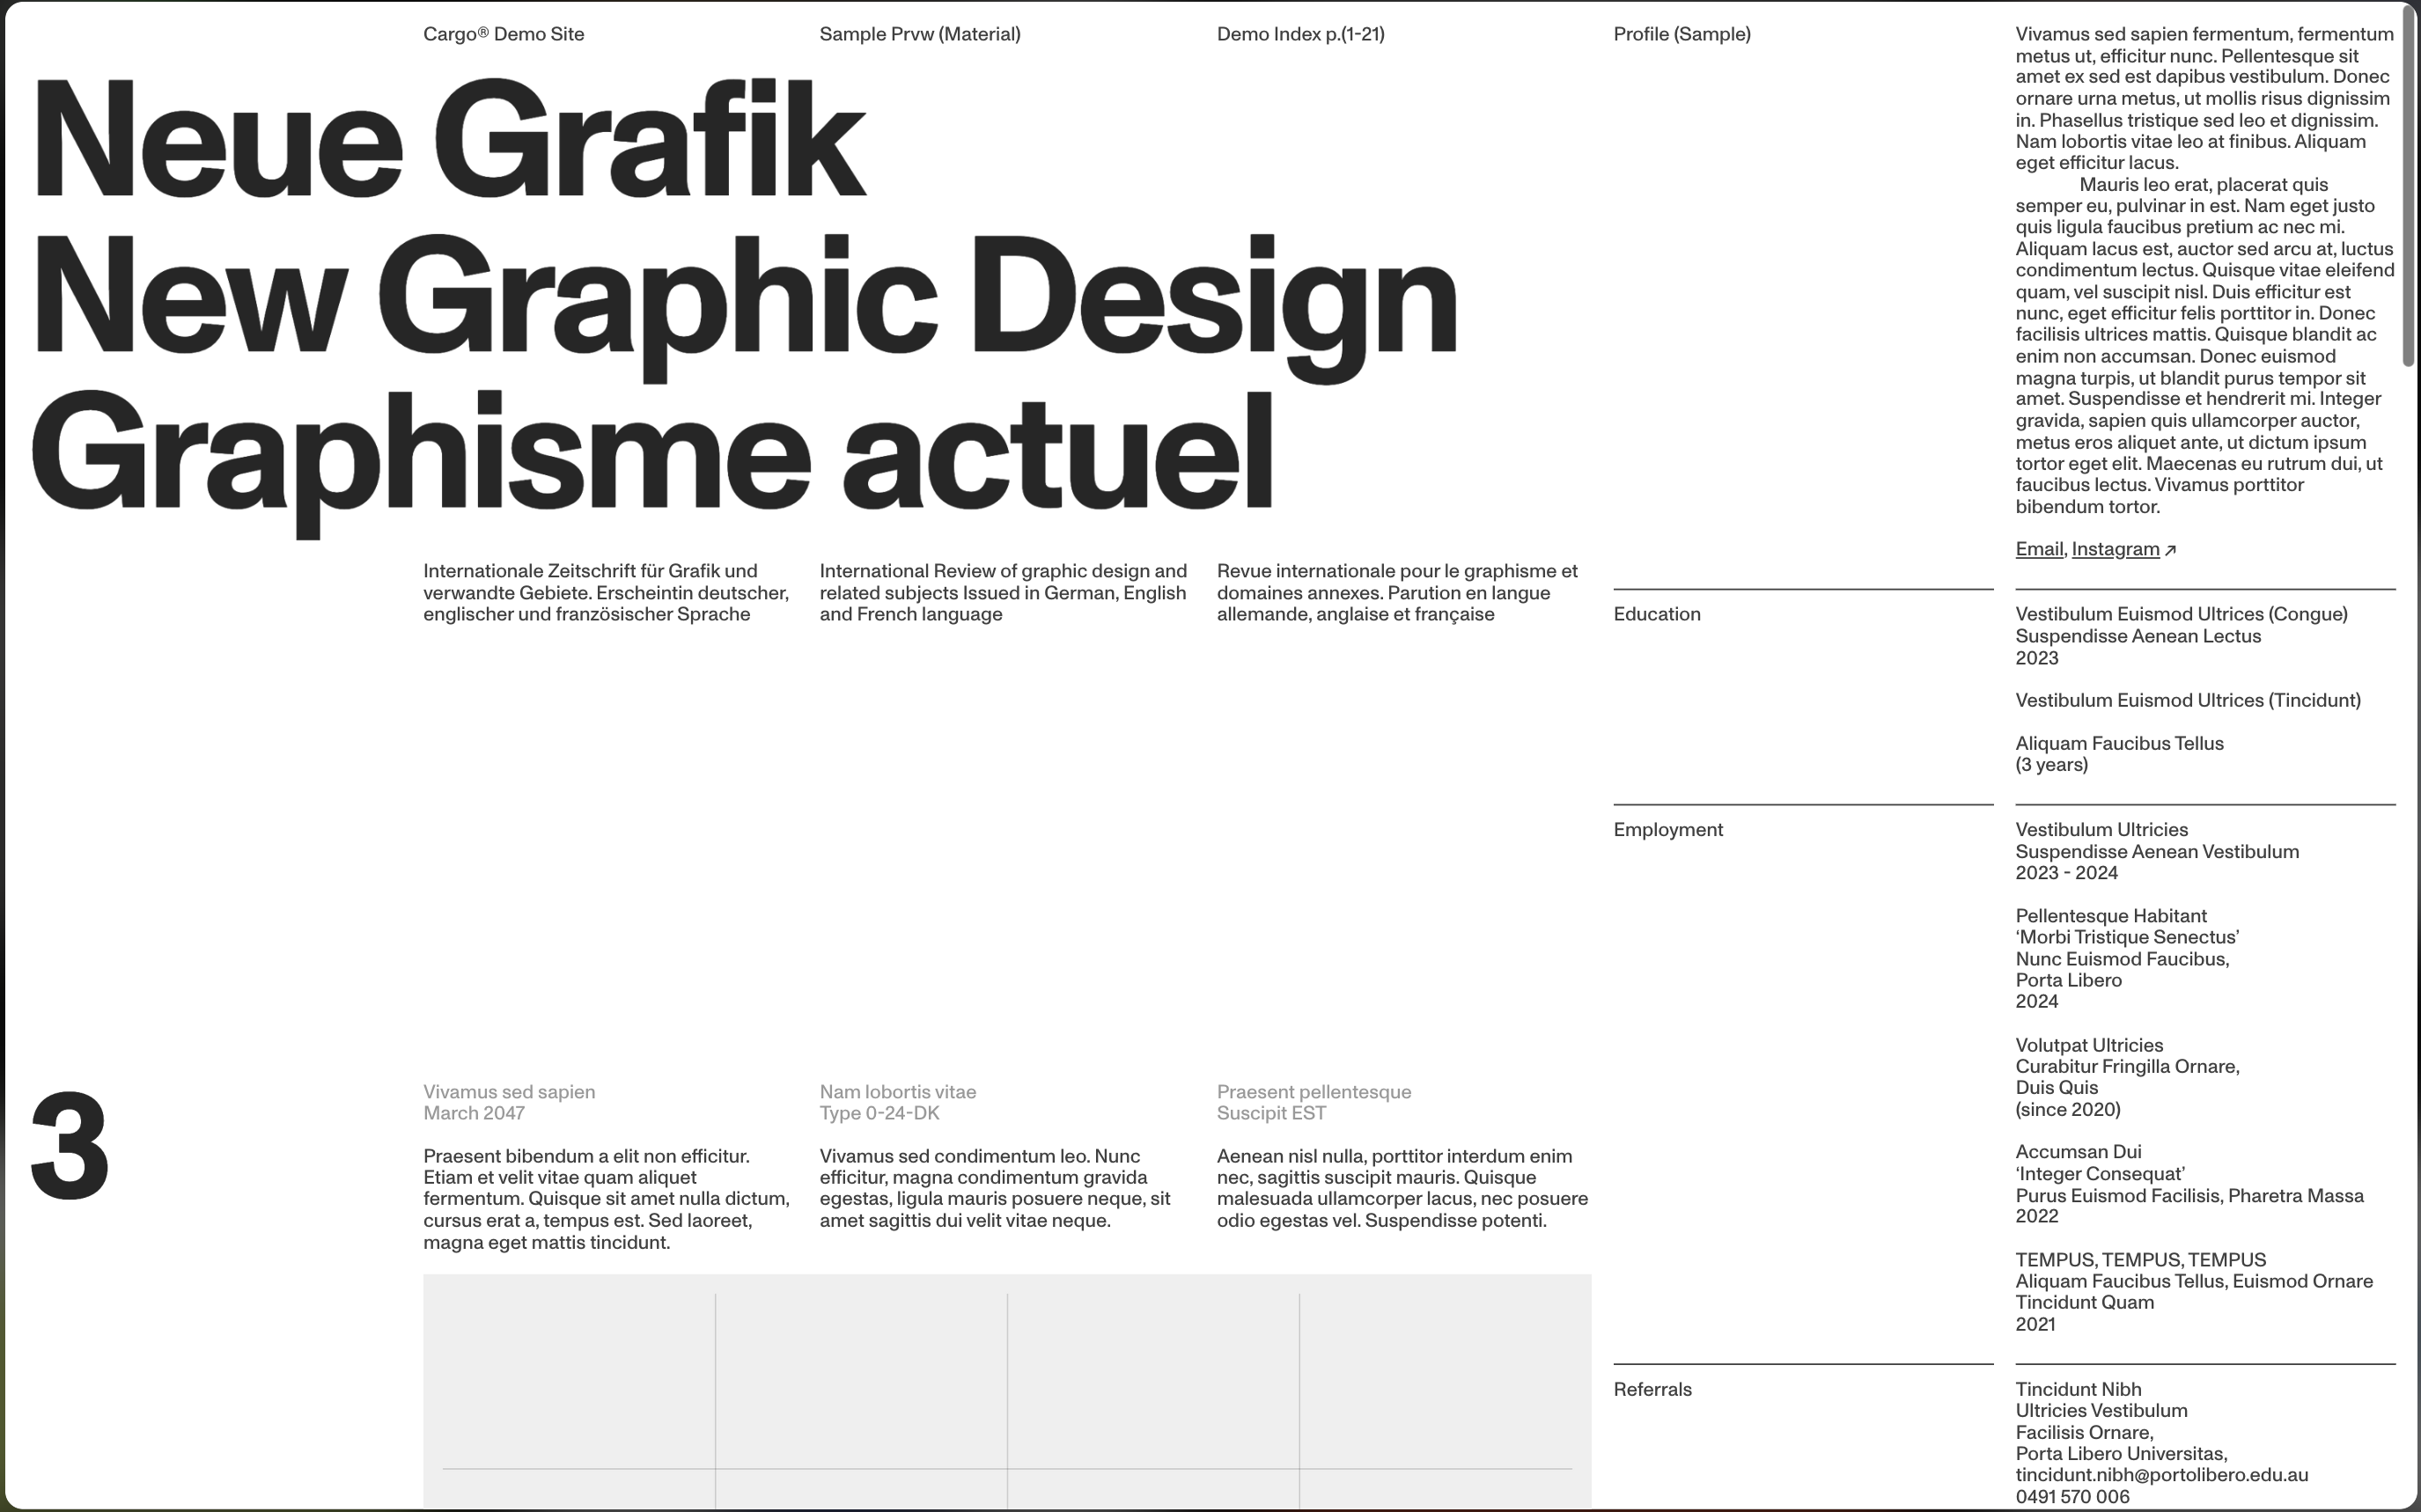 Cargo® Demo Site
Sample Prvw (Material)
Demo Index p.(1-21)
Neue Grafik
New Graphic Design
Graphisme actuel
Internationale Zeitschrift für Grafik und
verwandte Gebiete. Erscheintin deutscher,
englischer und französischer Sprache
International Review of graphic design and
related subjects Issued in German, English
and French language
Revue internationale pour le graphisme et
domaines annexes. Parution en langue
allemande, anglaise et française
3
Vivamus sed sapien
March 2047
Praesent bibendum a elit non efficitur.
Etiam et velit vitae quam aliquet
fermentum. Quisque sit amet nulla dictum,
cursus erat a, tempus est. Sed laoreet,
magna eget mattis tincidunt.
Nam lobortis vitae
Type 0-24-DK
Vivamus sed condimentum leo. Nunc
efficitur, magna condimentum gravida
egestas, ligula mauris posuere neque, sit
amet sagittis dui velit vitae neque.
Praesent pellentesque
Suscipit EST
Aenean nisl nulla, porttitor interdum enim
nec, sagittis suscipit mauris. Quisque
malesuada ullamcorper lacus, nec posuere
odio egestas vel. Suspendisse potenti.
Profile (Sample)
Vivamus sed sapien fermentum, fermentum
metus ut, efficitur nunc. Pellentesque sit
amet ex sed est dapibus vestibulum. Donec
ornare urna metus, ut mollis risus dignissim
in. Phasellus tristique sed leo et dignissim.
Nam lobortis vitae leo at finibus. Aliquam
eget efficitur lacus.
Mauris leo erat, placerat quis
semper eu, pulvinar in est. Nam eget justo
quis ligula faucibus pretium ac nec mi.
Aliquam lacus est, auctor sed arcu at, luctus
condimentum lectus. Quisque vitae eleifend
quam, vel suscipit nisl. Duis efficitur est
nunc, eget efficitur felis porttitor in. Donec
facilisis ultrices mattis. Quisque blandit ac
enim non accumsan. Donec euismod
magna turpis, ut blandit purus tempor sit
amet. Suspendisse et hendrerit mi. Integer
gravida, sapien quis ullamcorper auctor,
metus eros aliquet ante, ut dictum ipsum
tortor eget elit. Maecenas eu rutrum dui, ut
faucibus lectus. Vivamus porttitor
bibendum tortor.
Email, Instagram ↗
Education
Vestibulum Euismod Ultrices (Congue)
Suspendisse Aenean Lectus
2023
Vestibulum Euismod Ultrices (Tincidunt)
Aliquam Faucibus Tellus
(3 years)
Employment
Vestibulum Ultricies
Suspendisse Aenean Vestibulum
2023 - 2024
Pellentesque Habitant
‘Morbi Tristique Senectus’
Nunc Euismod Faucibus,
Porta Libero
2024
Volutpat Ultricies
Curabitur Fringilla Ornare,
Duis Quis
(since 2020)
Accumsan Dui
‘Integer Consequat’
Purus Euismod Facilisis, Pharetra Massa
2022
TEMPUS, TEMPUS, TEMPUS
Aliquam Faucibus Tellus, Euismod Ornare
Tincidunt Quam
2021
Referrals
Tincidunt Nibh
Ultricies Vestibulum
Facilisis Ornare,
Porta Libero Universitas,
tincidunt.nibh@portolibero.edu.au
0491 570 006